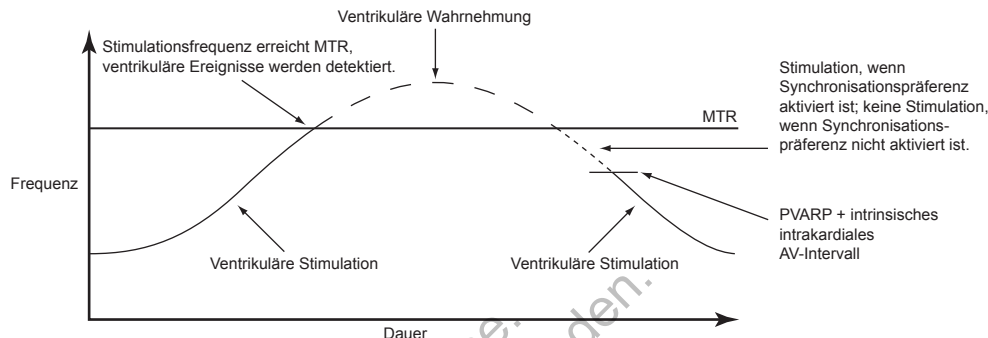 Ventrikuläre Wahrnehmung
Stimulationsfrequenz erreicht MTR,
ventrikuläre Ereignisse werden detektiert.
Stimulation, wenn
Synchronisationspräferenz
aktiviert ist; keine Stimulation,
wenn Synchronisations-
präferenz nicht aktiviert ist.
MTR
Frequenz
PVARP + intrinsisches
intrakardiales
AV-Intervall
Ventrikuläre Stimulation
Ventrikuläre Stimulation
Dauer